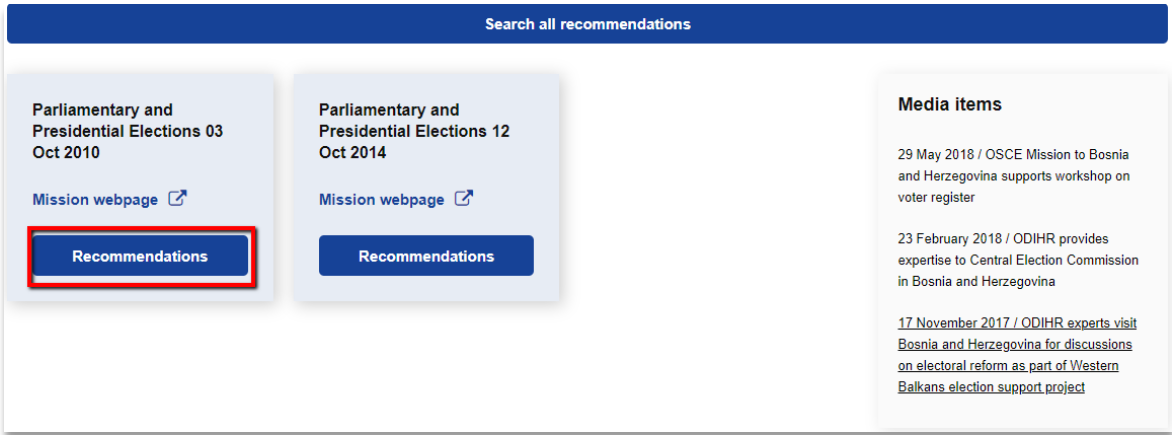 Search all recommendations
Parliamentary and
Presidential Elections 03
Oct 2010
Mission webpage
Recommendations
Parliamentary and
Presidential Elections 12
Oct 2014
Mission webpage
Recommendations
Media items
29 May 2018 / OSCE Mission to Bosnia
and Herzegovina supports workshop on
voter register
23 February 2018 / ODIHR provides
expertise to Central Election Commission
in Bosnia and Herzegovina
17 November 2017 / ODIHR experts visit
Bosnia and Herzegovina for discussions
on electoral reform as part of Western
Balkans election support project